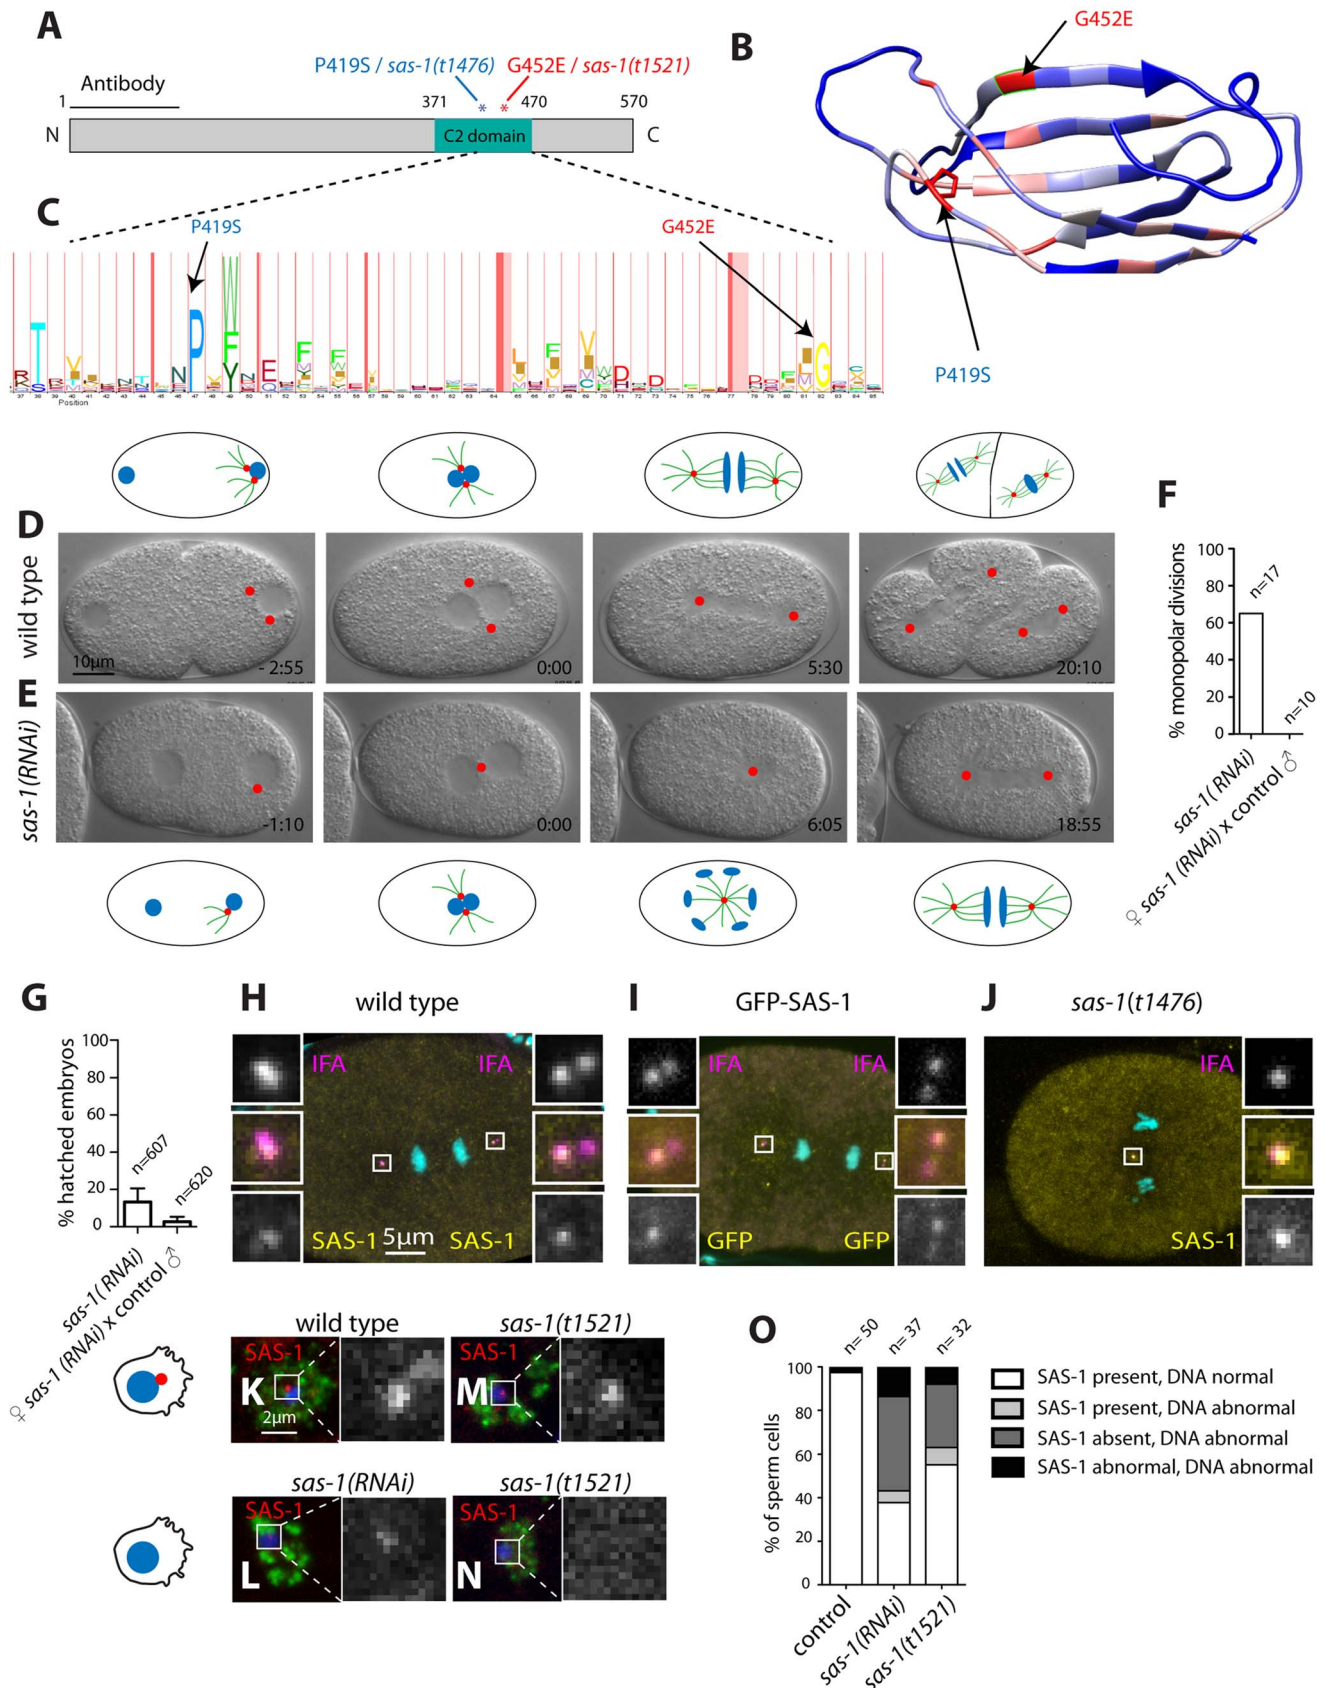 A
P419S / sas-1(t1476)
G452E / sas-1(t1521)
Antibody
1
371
470
570
N
C2 domain
C
B
G452E
P419S
C
P419S
G452E
Position
D
wild type
10µm
- 2:55
0:00
5:30
20:10
E
sas-1(RNAi)
-1:10
0:00
6:05
18:55
F
% monopolar divisions
100
80
60
40
20
0
n=17
n=10
sas-1(RNAi)
♀ sas-1 (RNAi) x control ♂
G
% hatched embryos
100
80
60
40
20
0
n=607
n=620
sas-1(RNAi)
♀ sas-1 (RNAi) x control ♂
H
wild type
IFA
IFA
SAS-1
5µm
SAS-1
I
GFP-SAS-1
IFA
IFA
GFP
GFP
J
sas-1(t1476)
IFA
SAS-1
wild type
SAS-1
K
2µm
sas-1(t1521)
SAS-1
M
sas-1(RNAi)
SAS-1
L
sas-1(t1521)
SAS-1
N
O
% of sperm cells
100
80
60
40
20
0
n= 50
n= 37
n= 32
control
sas-1(RNAi)
sas-1(t1521)
SAS-1 present, DNA normal
SAS-1 present, DNA abnormal
SAS-1 absent, DNA abnormal
SAS-1 abnormal, DNA abnormal